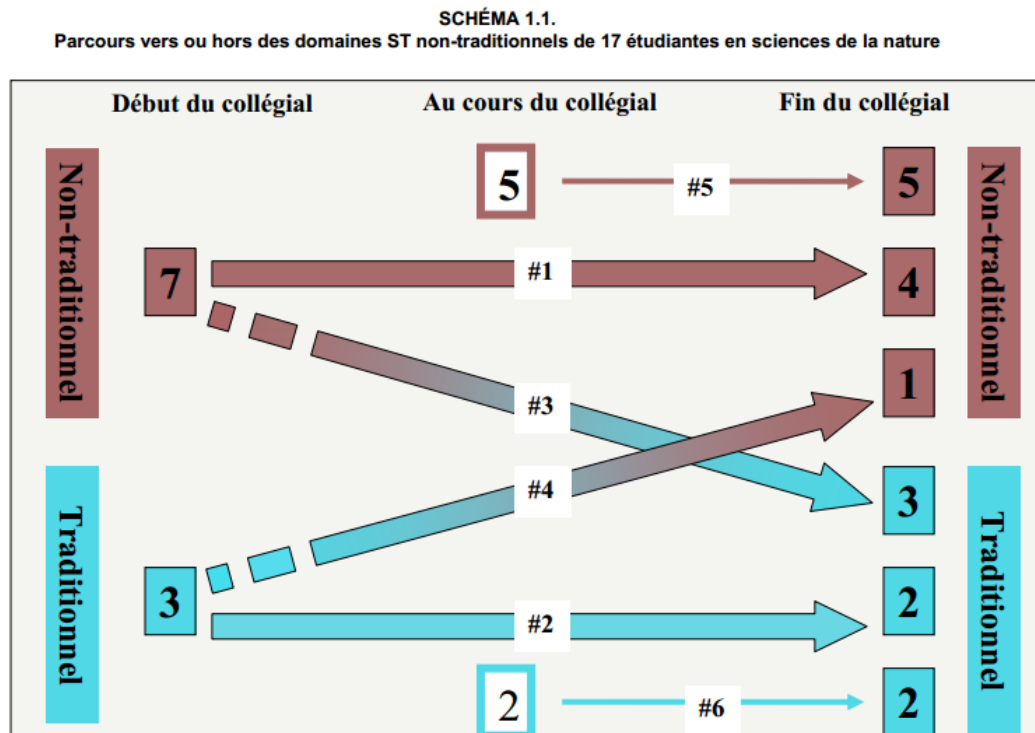 SCHÉMA 1.1.
Parcours vers ou hors des domaines ST non-traditionnels de 17 étudiantes en sciences de la nature
Début du collégial
Au cours du collégial
Fin du collégial
Non-traditionnel
5
#5
5
Non-traditionnel
7
#1
4
#3
1
Traditionnel
#4
3
Traditionnel
3
#2
2
2
#6
2